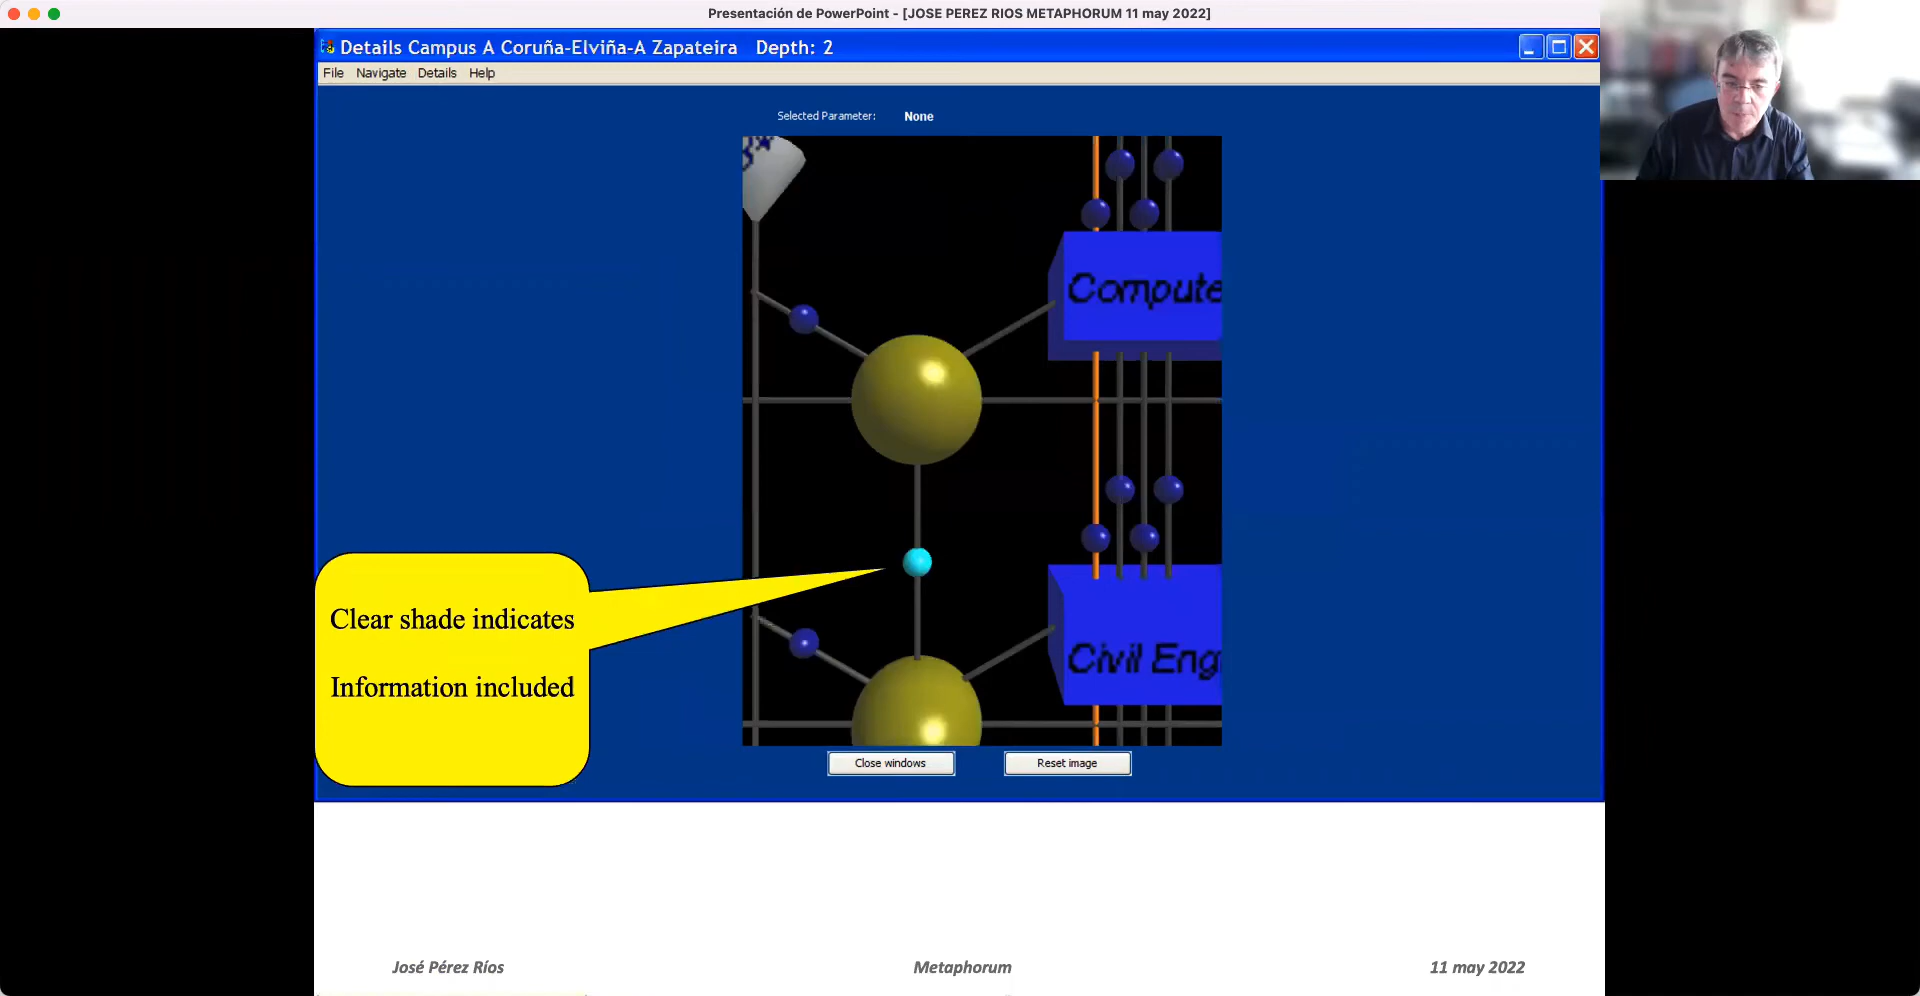 Presentación de PowerPoint - [JOSE PEREZ RIOS METAPHORUM 11 may 2022]
Details Campus A Coruña-Elviña-A Zapateira Depth: 2
File Navigate Details Help
Selected Parameter: None
Compute
Civil Eng
Clear shade indicates
Information included
Close windows Reset image
José Pérez Ríos Metaphorum 11 may 2022